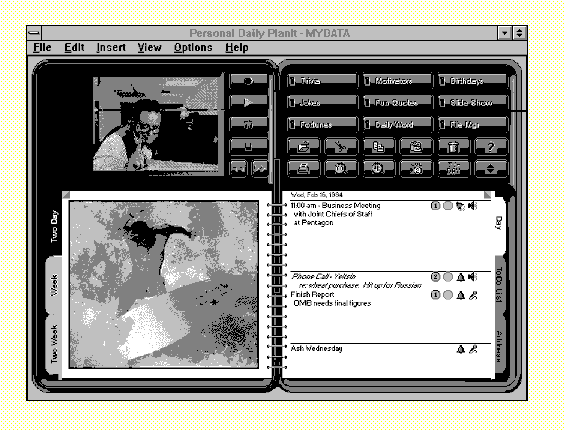 Personal Daily PlanIt - MYDATA
File Edit Insert View Options Help
Trivia Motivators Birthdays
Jokes Fun Quotes Slide Show
Fortunes Daily Word File Mgr
?
Two Day
Week
Two Week
Wed, Feb 16, 1994
11:00 am - Business Meeting
with Joint Chiefs of Staff
at Pentagon
Phone Call - Yeltsin
re: wheat purchase. Hit up for Russian
Finish Report
OMB needs final figures
Ash Wednesday
Day
ToDo List
Address